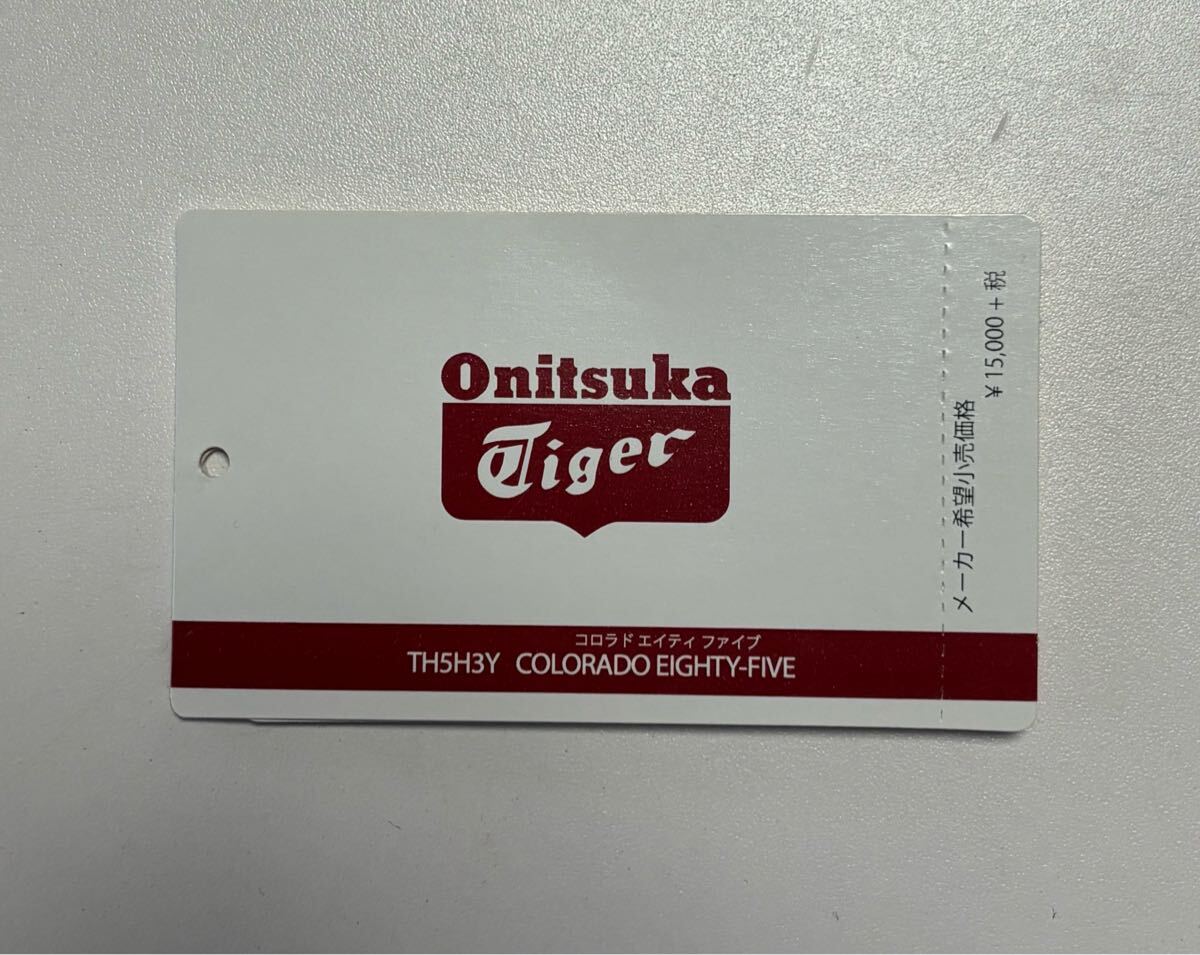 Onitsuka
Tiger
コロラド エイティ ファイブ
TH5H3Y COLORADO EIGHTY-FIVE
メーカー希望小売価格
¥15,000+税